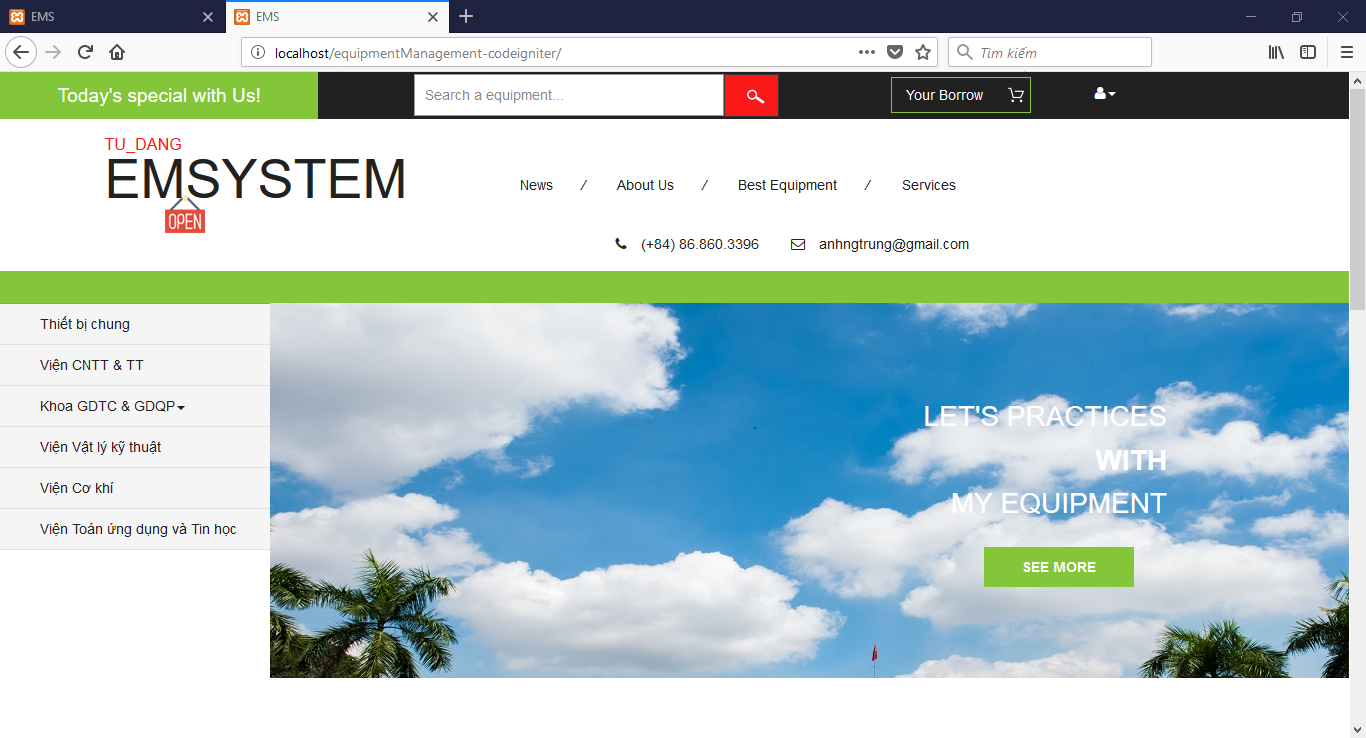 EMS
EMS
localhost/equipmentManagement-codeigniter/
Tìm kiếm
Today's special with Us!
Search a equipment...
Your Borrow
TU_DANG
EMSYSTEM
OPEN
News / About Us / Best Equipment / Services
(+84) 86.860.3396 anhngtrung@gmail.com
Thiết bị chung
Viện CNTT & TT
Khoa GDTC & GDQP
Viện Vật lý kỹ thuật
Viện Cơ khí
Viện Toán ứng dụng và Tin học
LET'S PRACTICES
WITH
MY EQUIPMENT
SEE MORE